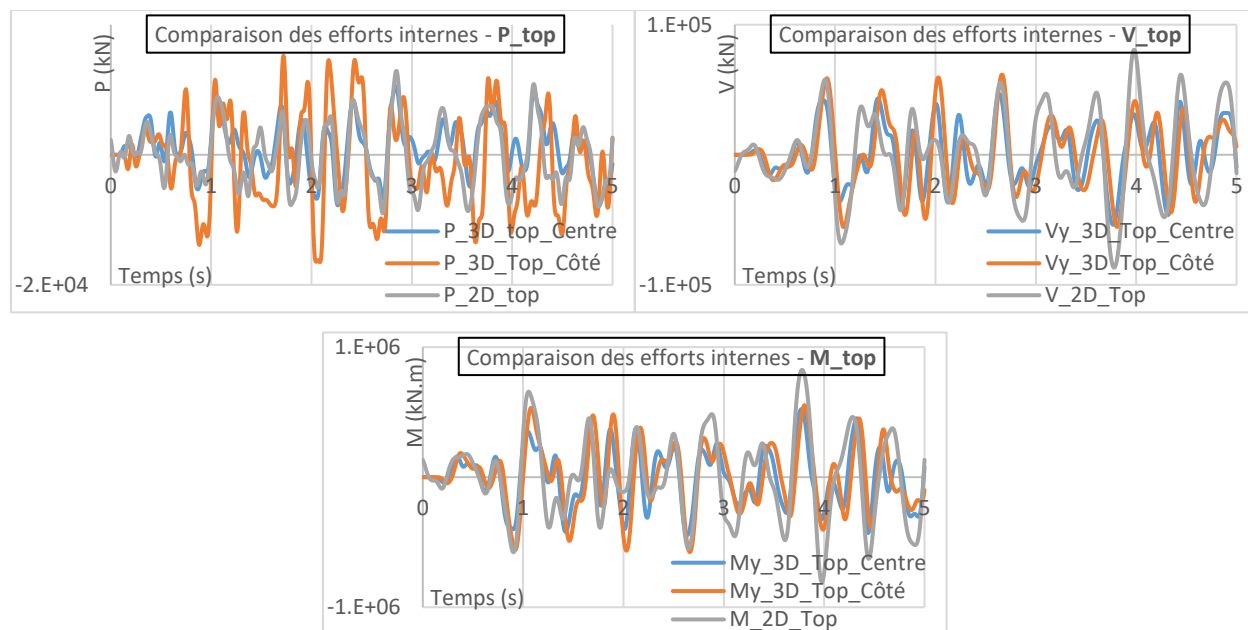 Comparaison des efforts internes - P_top
P (kN)
0 1 2 3 4 5
P_3D_top_Centre
P_3D_Top_Côté
P_2D_top
Temps (s)
-2.E+04
1.E+05
Comparaison des efforts internes - V_top
V (kN)
0 1 2 3 4 5
Vy_3D_Top_Centre
Vy_3D_Top_Côté
V_2D_Top
Temps (s)
-1.E+05
1.E+06
Comparaison des efforts internes - M_top
M (kN.m)
0 1 2 3 4 5
My_3D_Top_Centre
My_3D_Top_Côté
M_2D_Top
Temps (s)
-1.E+06